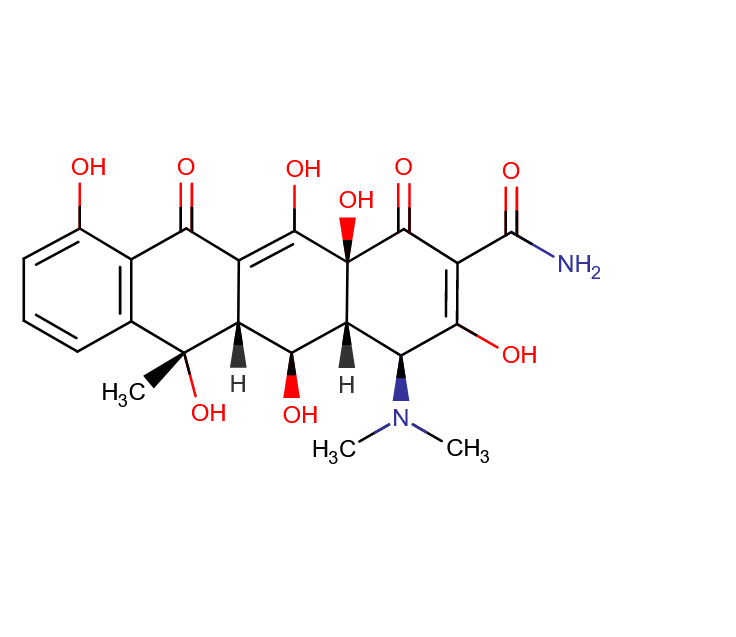 OH O OH O O
OH
NH2
OH
H H
H3C OH OH N
H3C CH3